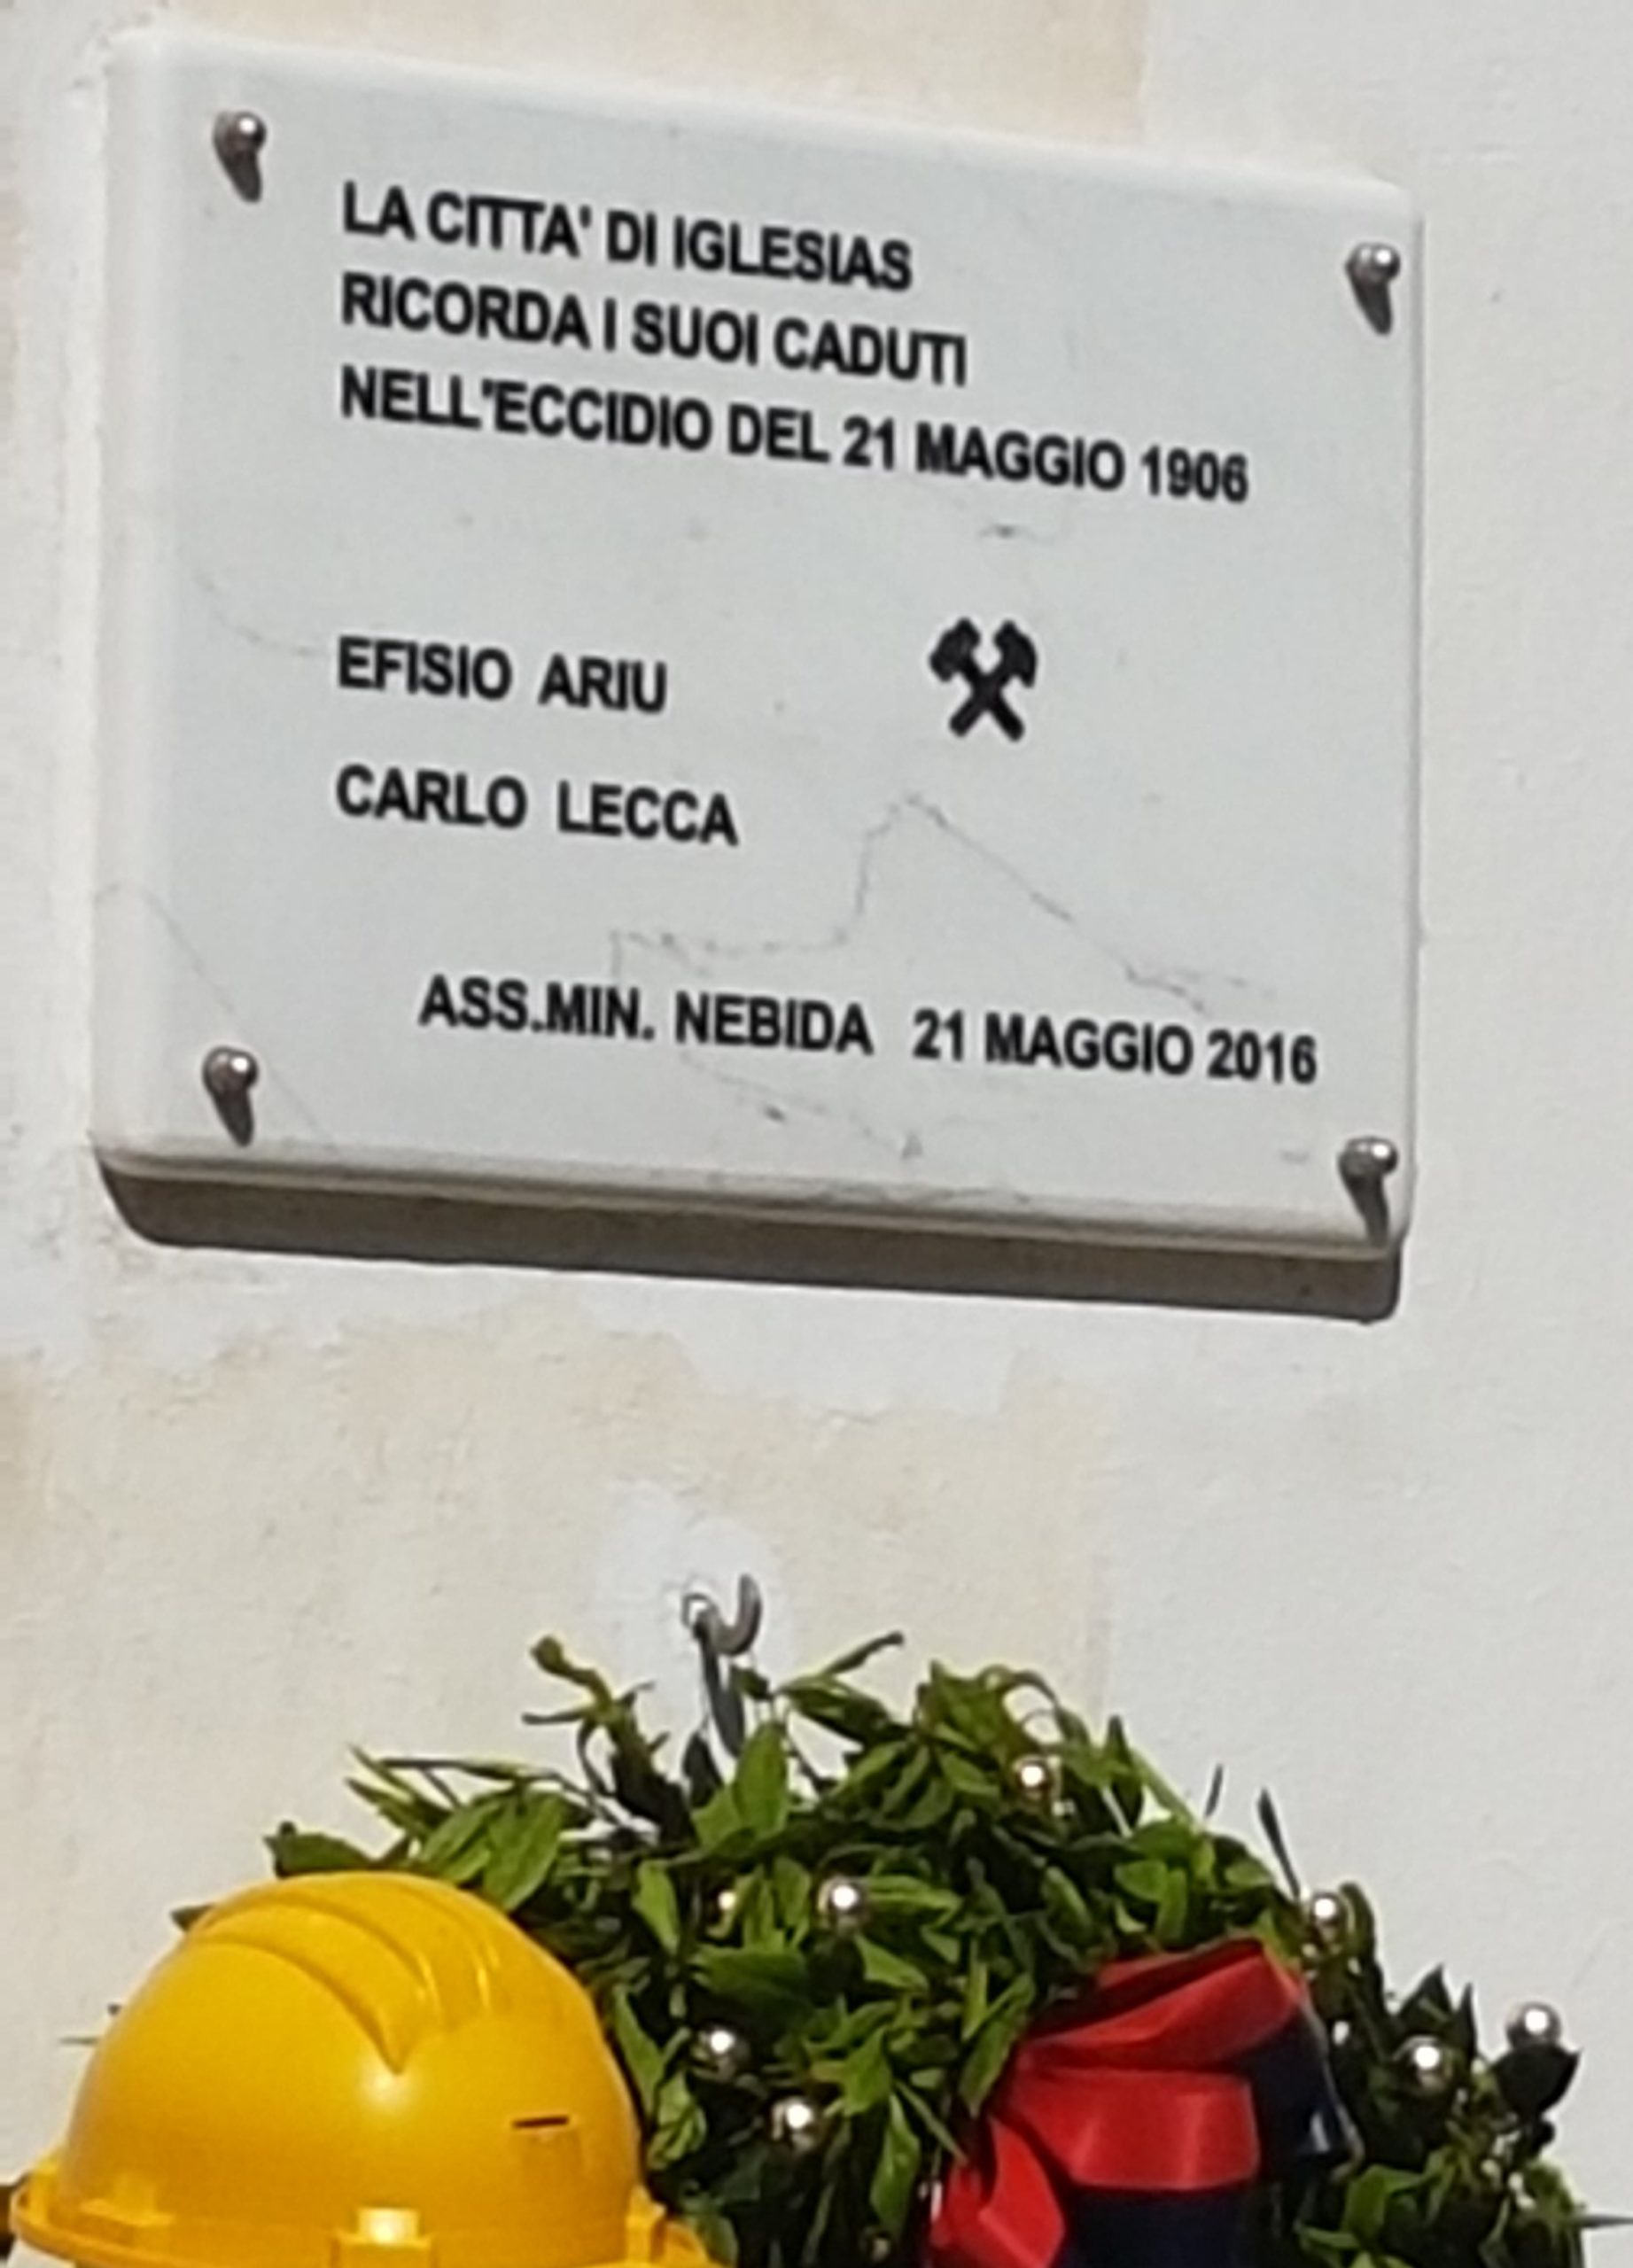 LA CITTA' DI IGLESIAS
RICORDA I SUOI CADUTI
NELL'ECCIDIO DEL 21 MAGGIO 1906
EFISIO ARIU
CARLO LECCA
ASS.MIN. NEBIDA 21 MAGGIO 2016